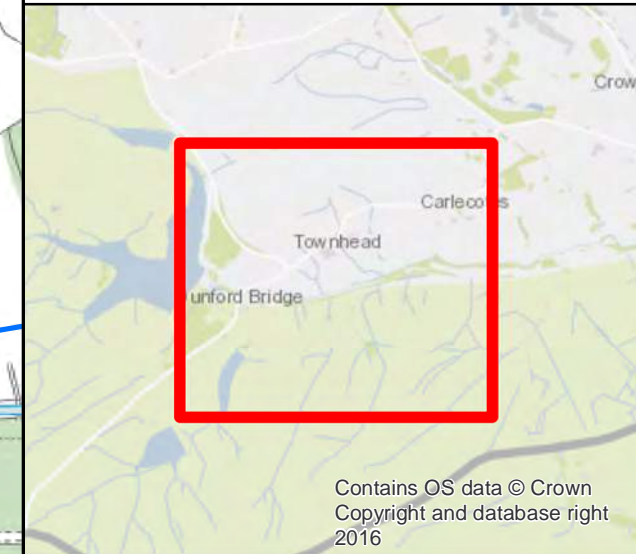 Crow
Carlecotes
Townhead
unford Bridge
Contains OS data © Crown
Copyright and database right
2016